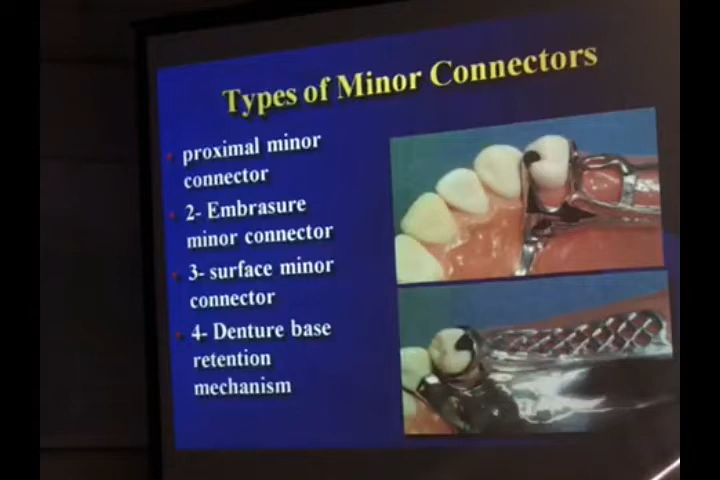 Types of Minor Connectors
proximal minor
connector
2- Embrasure
minor connector
3- surface minor
connector
4- Denture base
retention
mechanism